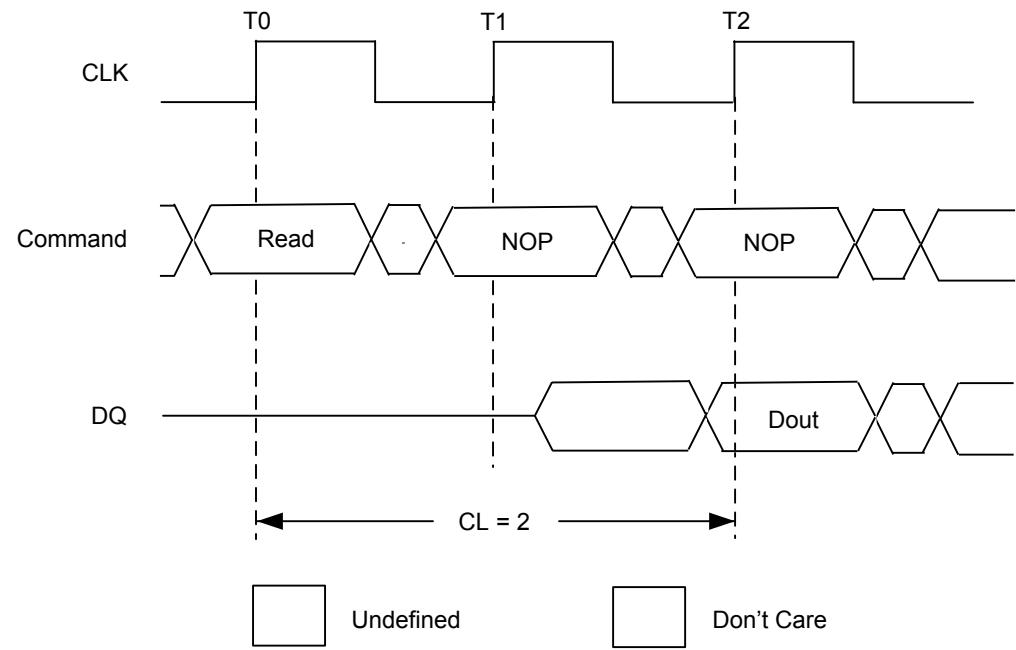 T0 T1 T2
CLK
Command Read NOP NOP
DQ Dout
CL = 2
Undefined Don't Care